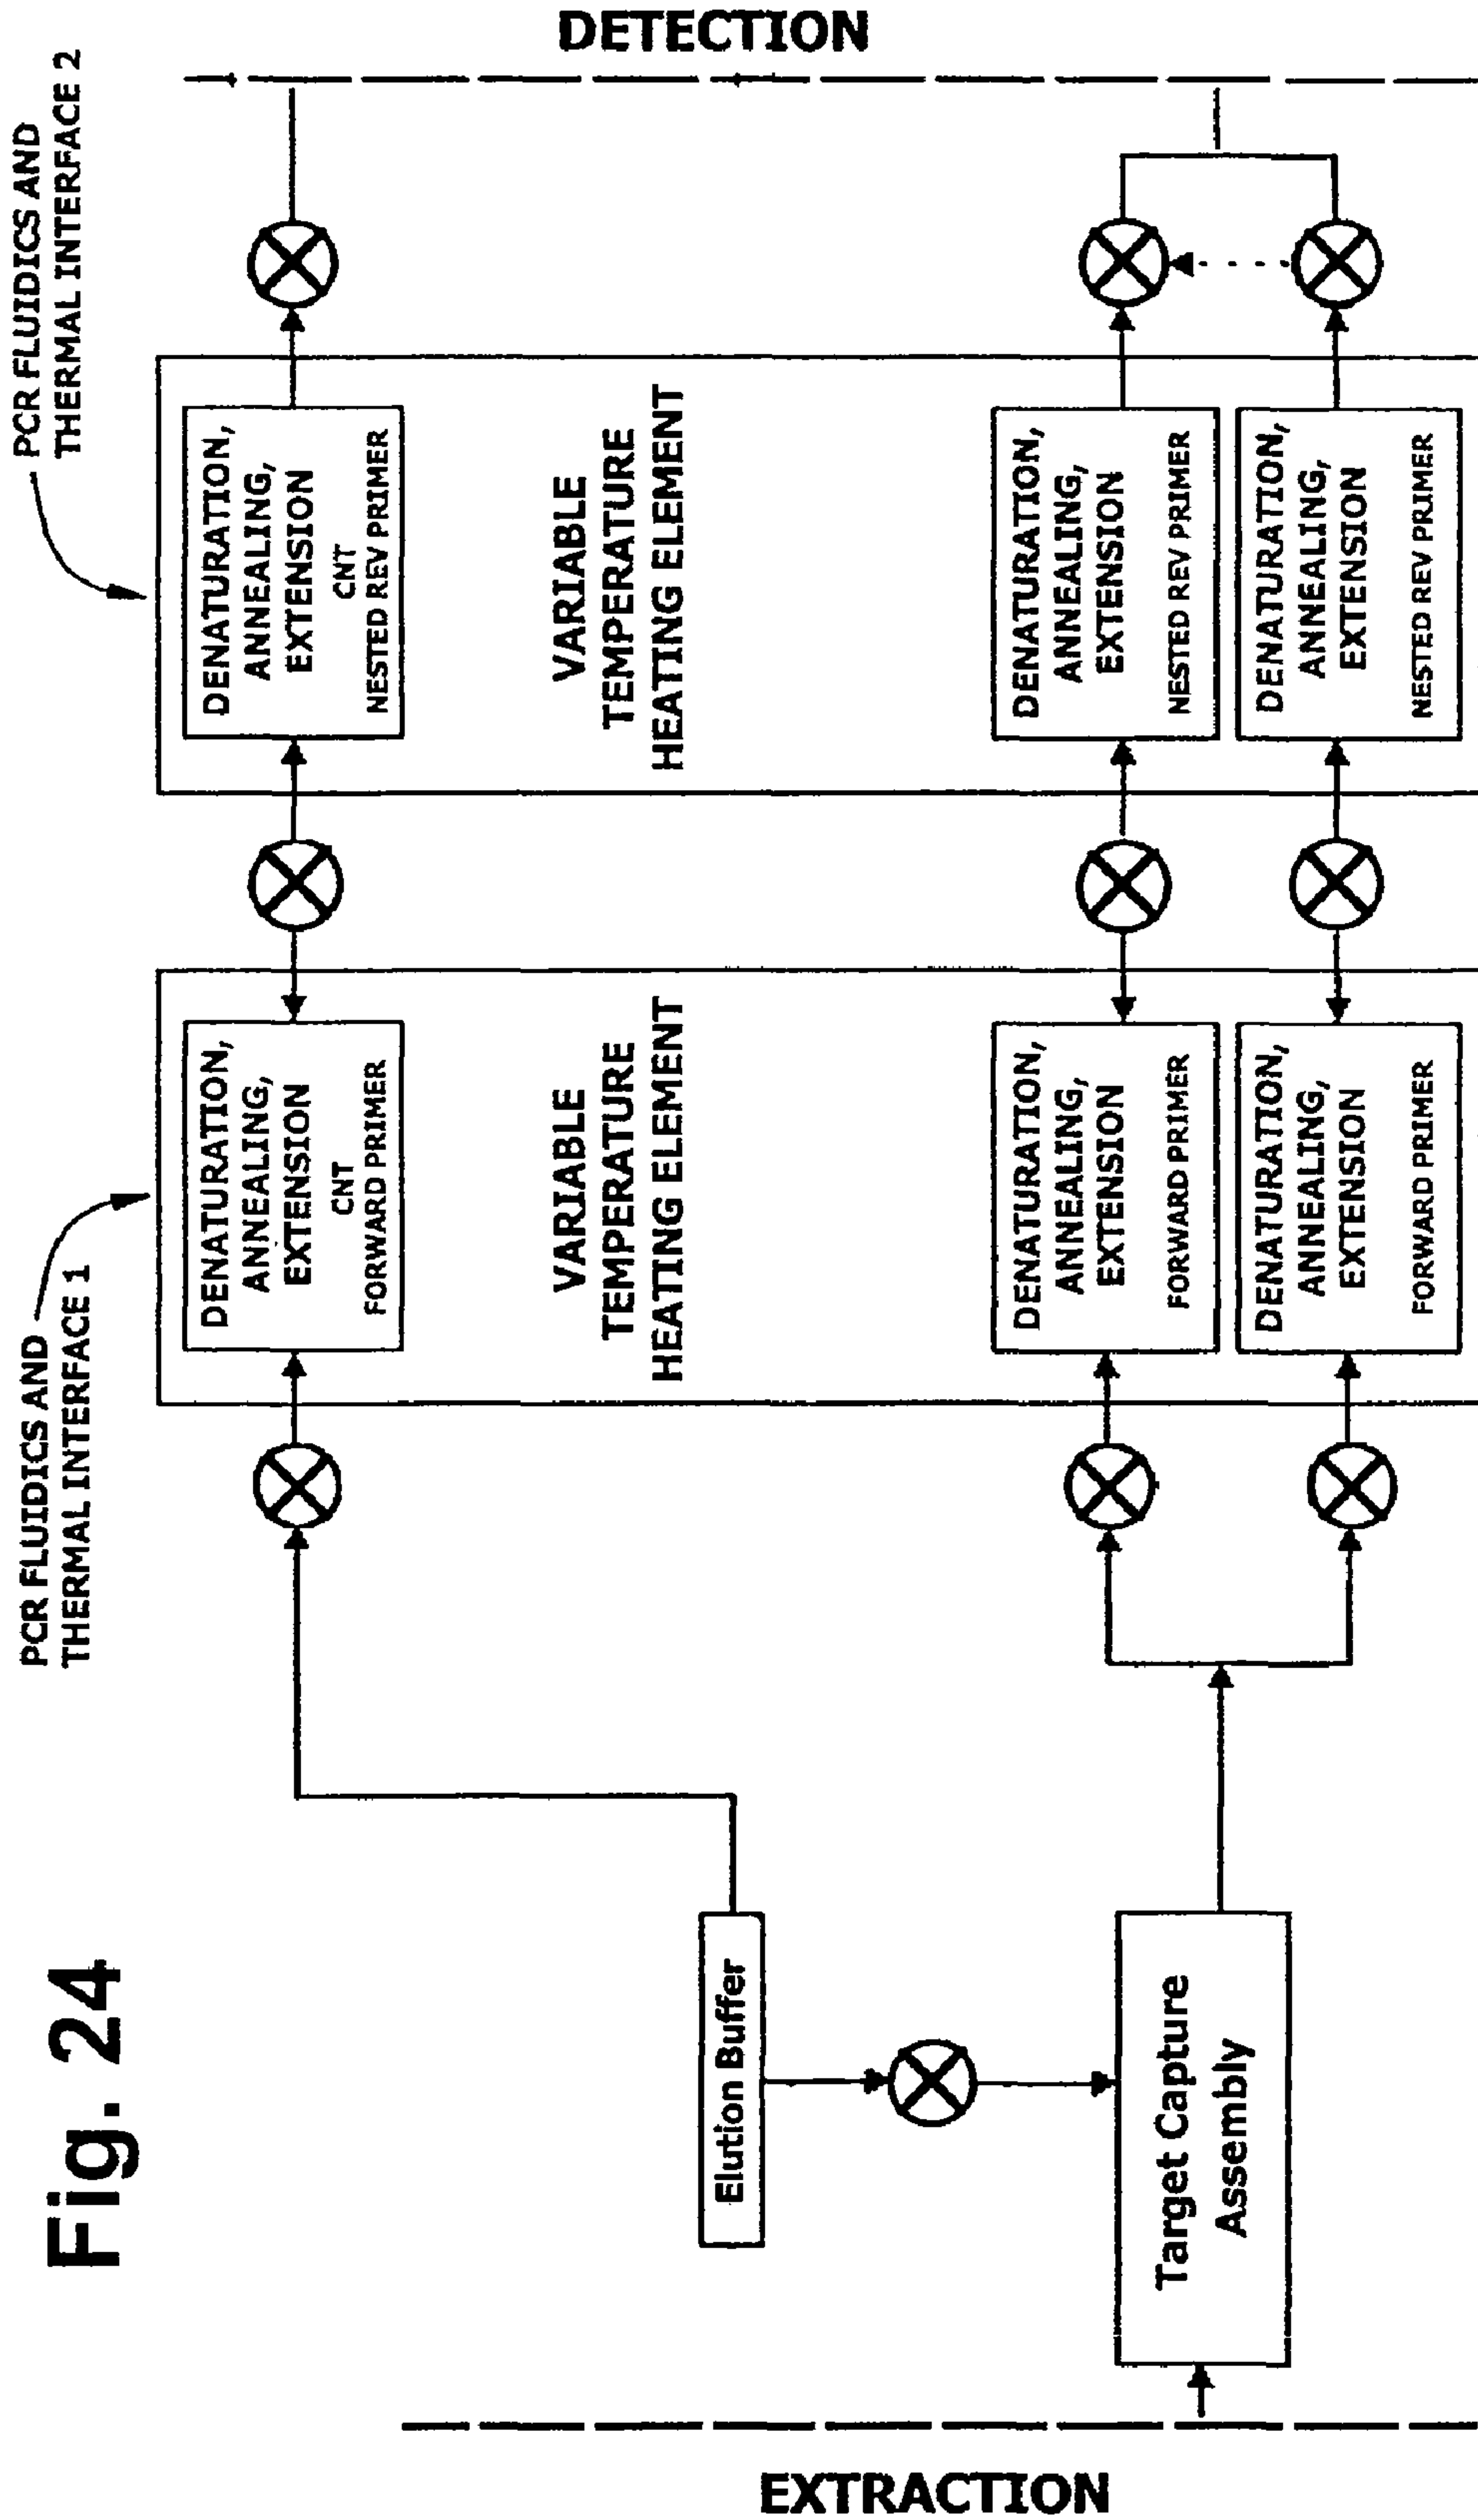 Fig. 24
PCR FLUIDICS AND
THERMAL INTERFACE 1
PCR FLUIDICS AND
THERMAL INTERFACE 2
DENATURATION,
ANNEALING,
EXTENSION
CNT
FORWARD PRIMER
DENATURATION,
ANNEALING,
EXTENSION
CNT
NESTED REV PRIMER
Elution Buffer
VARIABLE
TEMPERATURE
HEATING ELEMENT
VARIABLE
TEMPERATURE
HEATING ELEMENT
EXTRACTION
DETECTION
Target Capture
Assembly
DENATURATION,
ANNEALING,
EXTENSION
FORWARD PRIMER
DENATURATION,
ANNEALING,
EXTENSION
NESTED REV PRIMER
DENATURATION,
ANNEALING,
EXTENSION
FORWARD PRIMER
DENATURATION,
ANNEALING,
EXTENSION
NESTED REV PRIMER